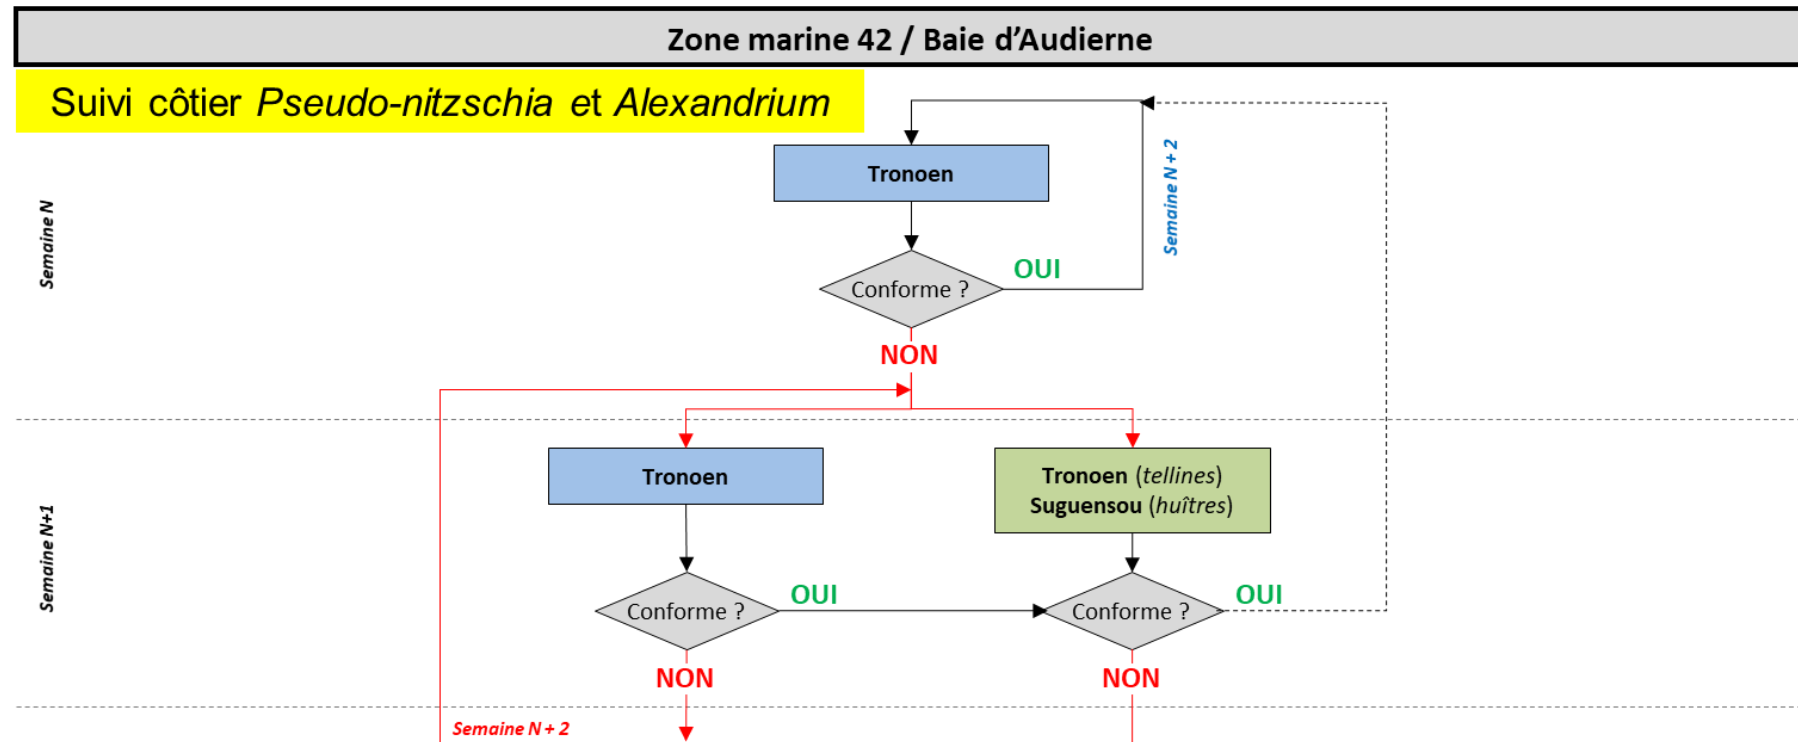 Zone marine 42 / Baie d'Audierne
Suivi côtier Pseudo-nitzschia et Alexandrium
Semaine N
Tronoen
Semaine N + 2
Conforme ?
OUI
NON
Semaine N+1
Tronoen
Tronoen (tellines)
Suguensou (huîtres)
Conforme ?
OUI
Conforme ?
OUI
NON
NON
Semaine N + 2